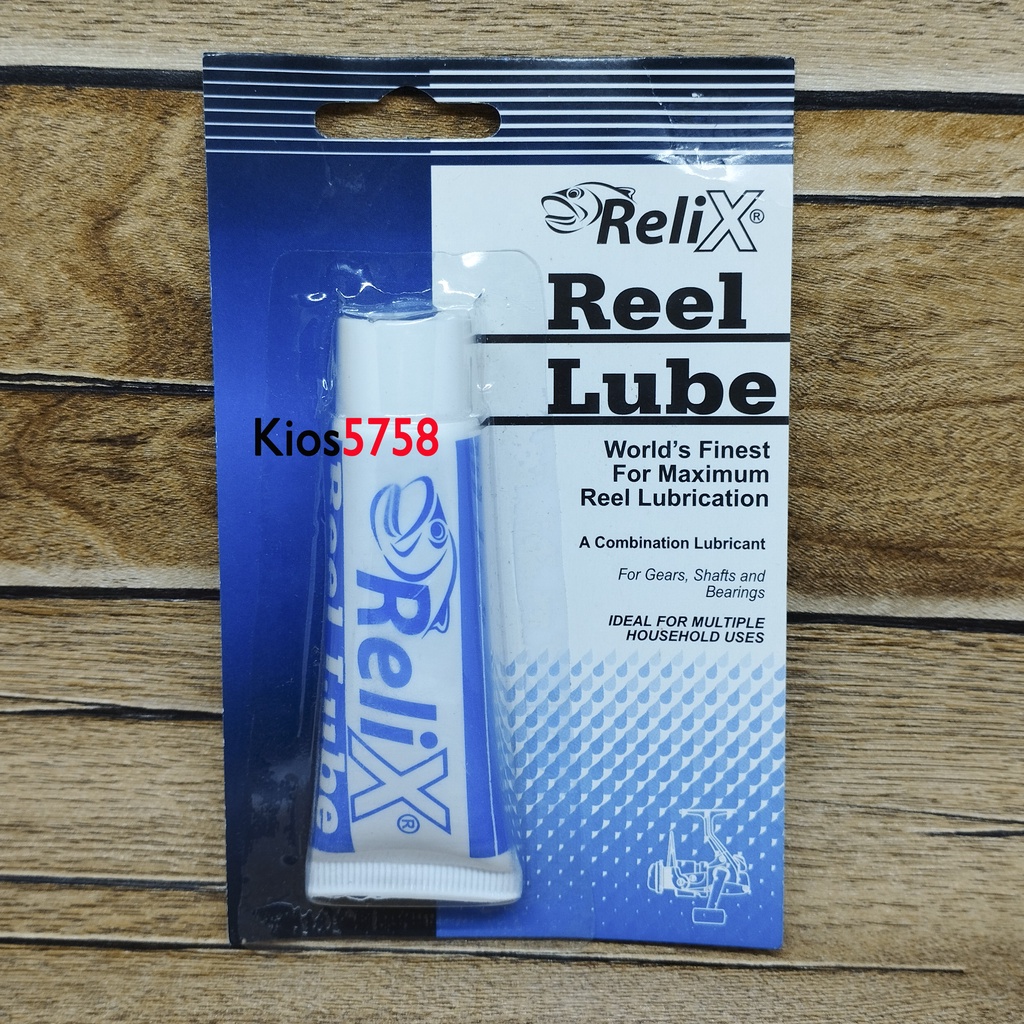 ReliX®
Reel
Lube
World's Finest
For Maximum
Reel Lubrication
A Combination Lubricant
For Gears, Shafts and
Bearings
IDEAL FOR MULTIPLE
HOUSEHOLD USES
Kios5758
ReliX®
Reel Lube